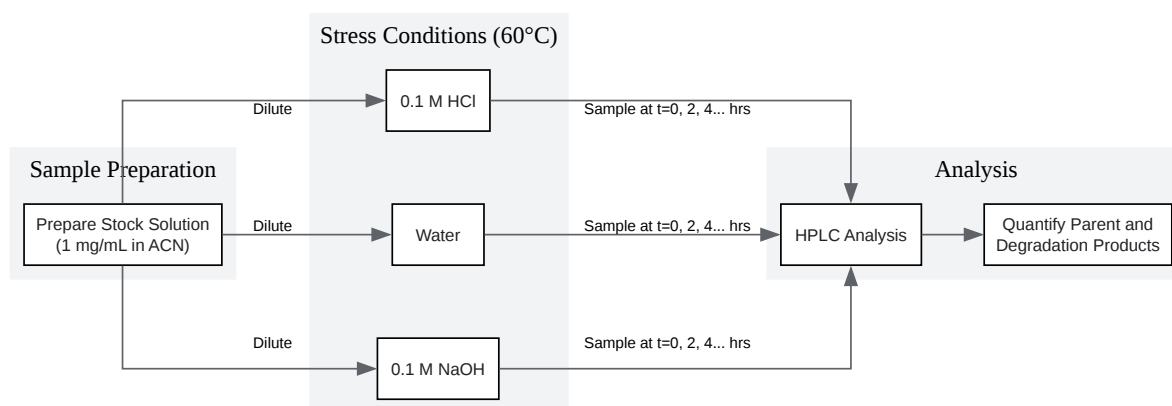 Stress Conditions (60°C)
0.1 M HCl
Dilute
Sample at t=0, 2, 4... hrs
Sample Preparation
Analysis
Prepare Stock Solution
(1 mg/mL in ACN)
Dilute
Water
Sample at t=0, 2, 4... hrs
HPLC Analysis
Quantify Parent and
Degradation Products
Dilute
Sample at t=0, 2, 4... hrs
0.1 M NaOH